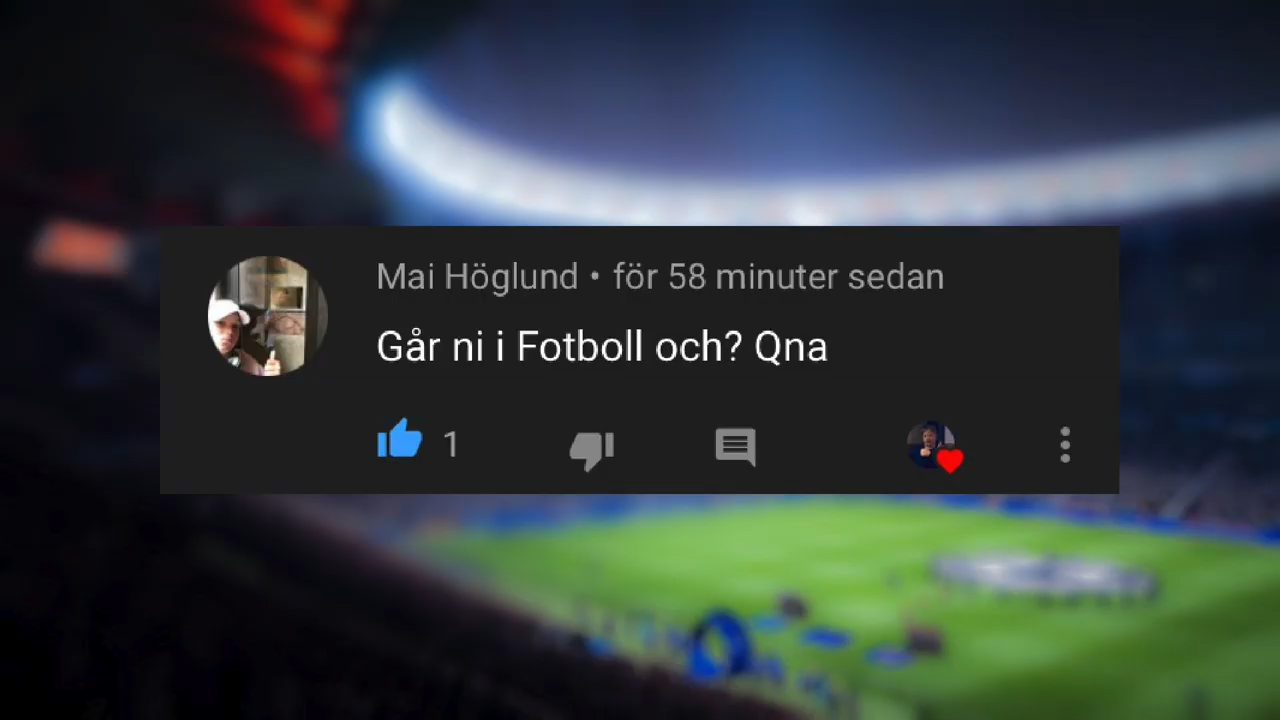 Mai Höglund • för 58 minuter sedan
Går ni i Fotboll och? Qna
1